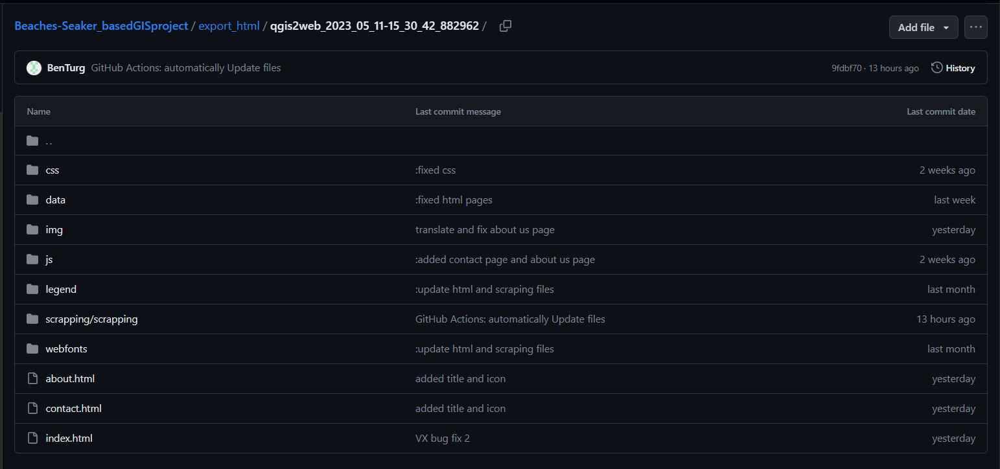 Beaches-Seaker_basedGISproject / export_html / qgis2web_2023_05_11-15_30_42_882962 /
Add file
BenTurg GitHub Actions: automatically Update files 9fdbf70 · 13 hours ago History
Name Last commit message Last commit date
..
css :fixed css 2 weeks ago
data :fixed html pages last week
img translate and fix about us page yesterday
js :added contact page and about us page 2 weeks ago
legend :update html and scraping files last month
scrapping/scrapping GitHub Actions: automatically Update files 13 hours ago
webfonts :update html and scraping files last month
about.html added title and icon yesterday
contact.html added title and icon yesterday
index.html VX bug fix 2 yesterday